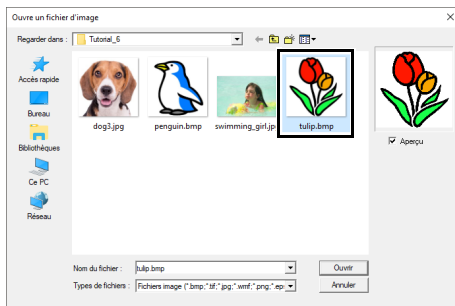 Ouvre un fichier d'image
Regarder dans : Tutorial_6
Accès rapide
Bureau
Bibliothèques
Ce PC
Réseau
dog3.jpg penguin.bmp swimming_girl.jp tulip.bmp
Aperçu
Nom du fichier : tulip.bmp Ouvrir
Types de fichiers : Fichiers image (*.bmp;*.tif;*.jpg;*.wmf;*.png;*.ep Annuler